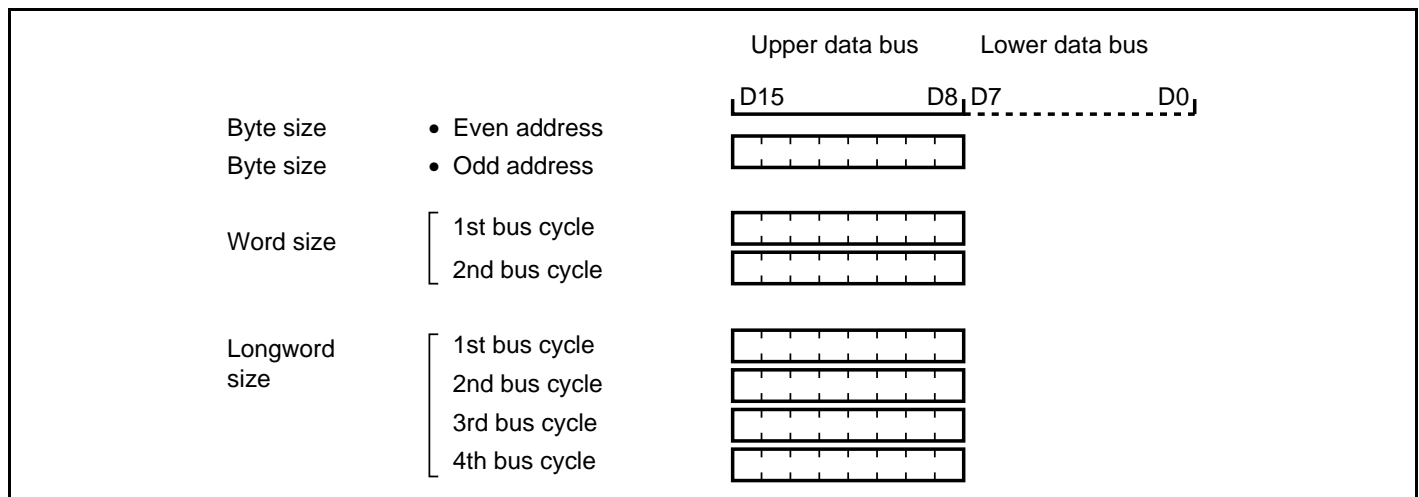 Upper data bus Lower data bus
D15 D8 D7 D0
Byte size • Even address
Byte size • Odd address
Word size 1st bus cycle
2nd bus cycle
Longword size 1st bus cycle
2nd bus cycle
3rd bus cycle
4th bus cycle